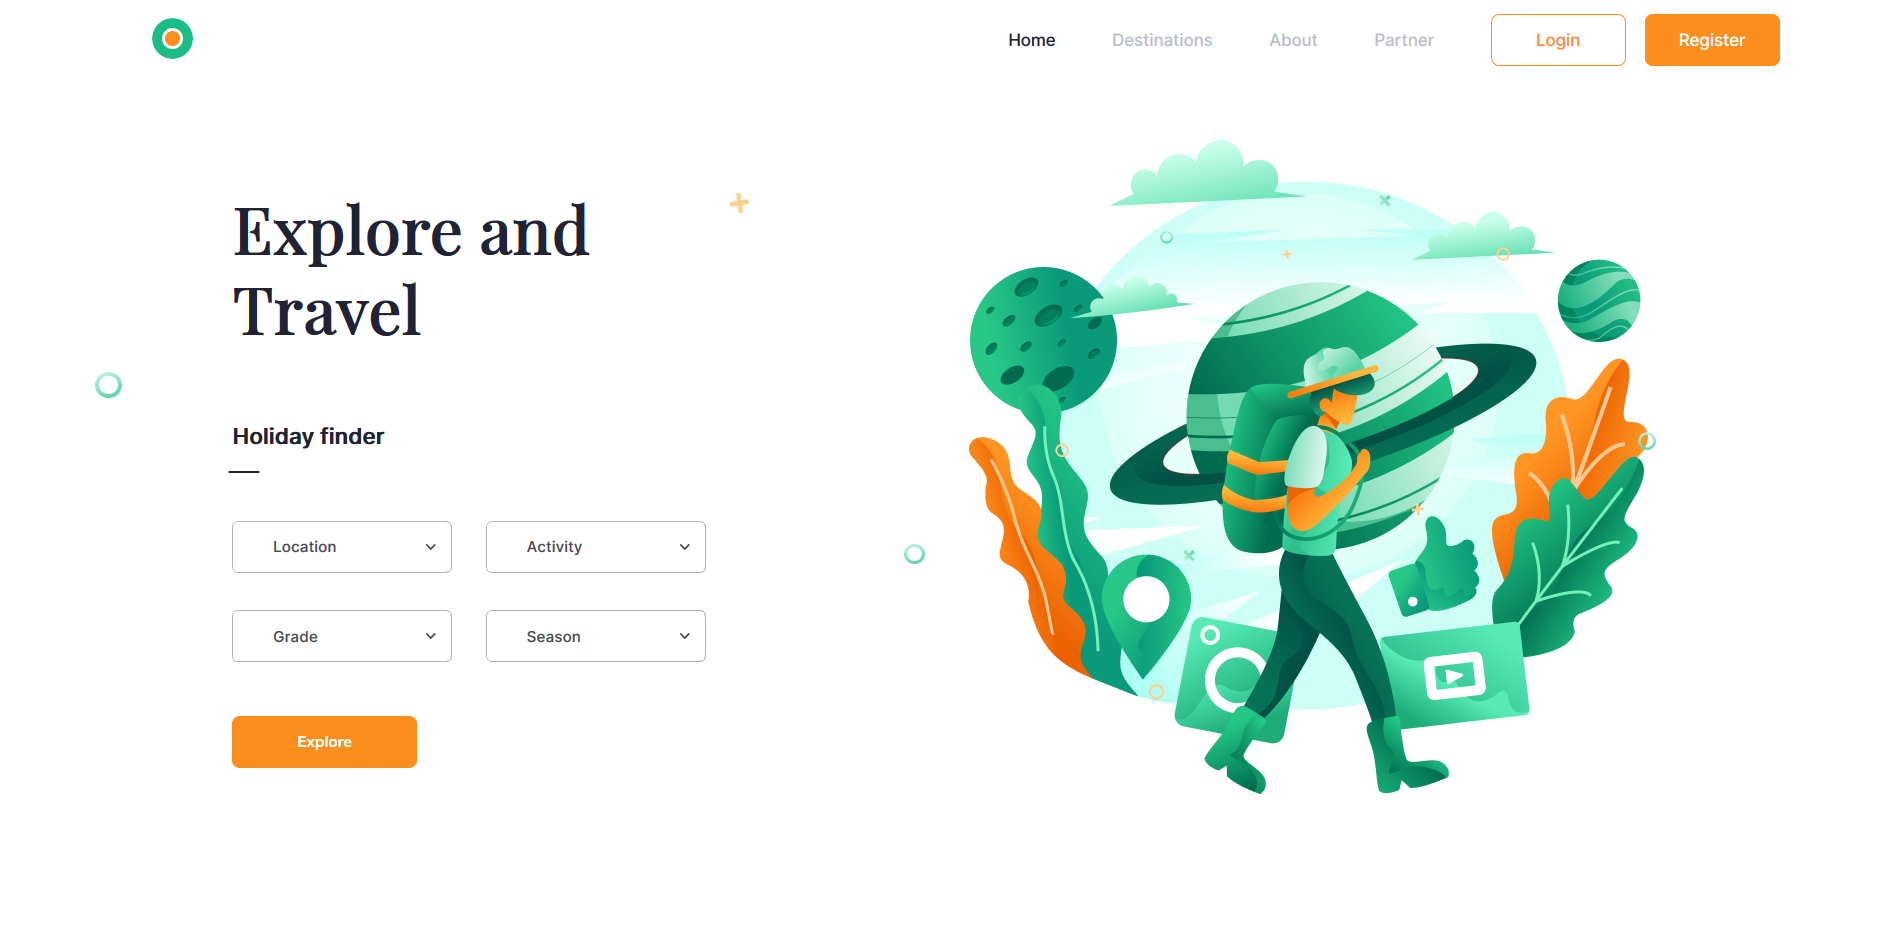 Home Destinations About Partner Login Register
Explore and
Travel
Holiday finder
Location Activity
Grade Season
Explore